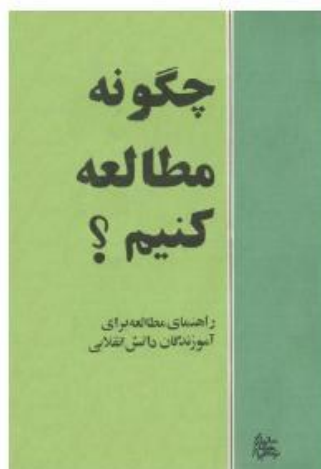 چگونه
مطالعه
کنیم ؟
راهنمای مطالعه برای
آموزندگان دانش انقلابی